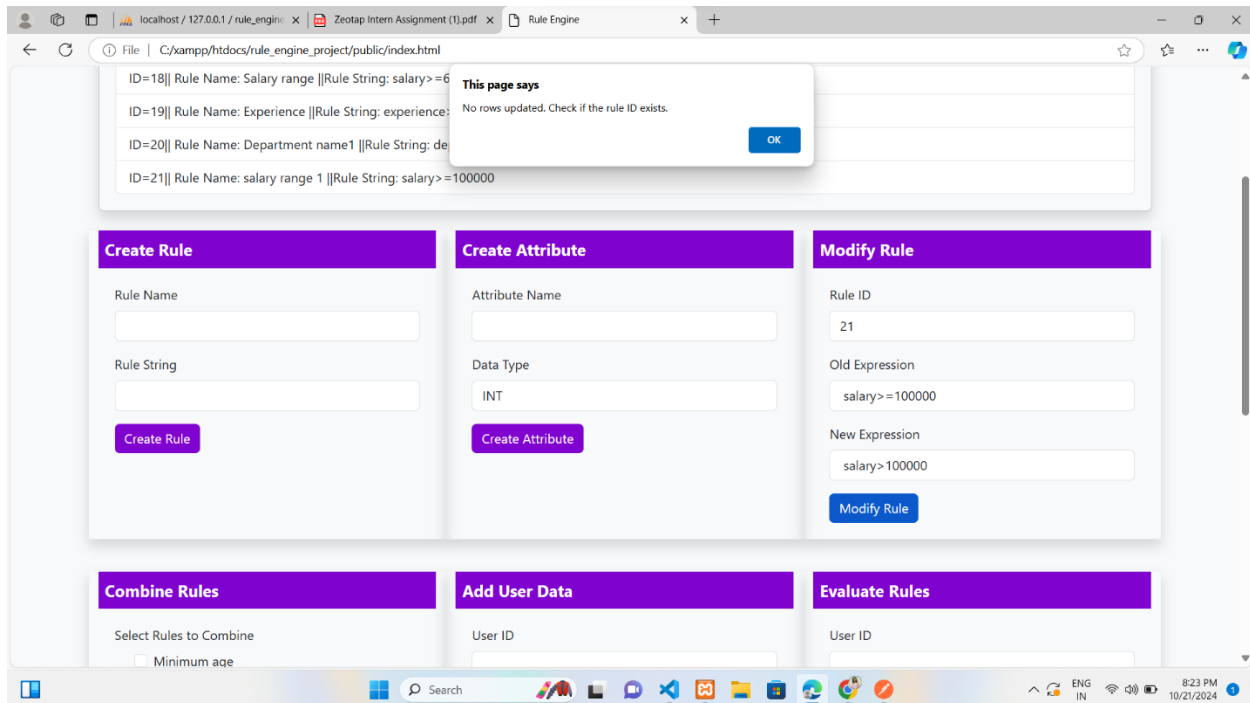 localhost / 127.0.0.1 / rule_engine
Zeotap Intern Assignment (1).pdf
Rule Engine
File
C:/xampp/htdocs/rule_engine_project/public/index.html
ID=18|| Rule Name: Salary range ||Rule String: salary>=6
ID=19|| Rule Name: Experience ||Rule String: experience>
ID=20|| Rule Name: Department name1 ||Rule String: de
ID=21|| Rule Name: salary range 1 ||Rule String: salary>=100000
This page says
No rows updated. Check if the rule ID exists.
OK
Create Rule
Rule Name
Rule String
Create Rule
Create Attribute
Attribute Name
Data Type
INT
Create Attribute
Modify Rule
Rule ID
21
Old Expression
salary>=100000
New Expression
salary>100000
Modify Rule
Combine Rules
Select Rules to Combine
Minimum age
Add User Data
User ID
Evaluate Rules
User ID
Search
ENG
IN
8:23 PM
10/21/2024
1